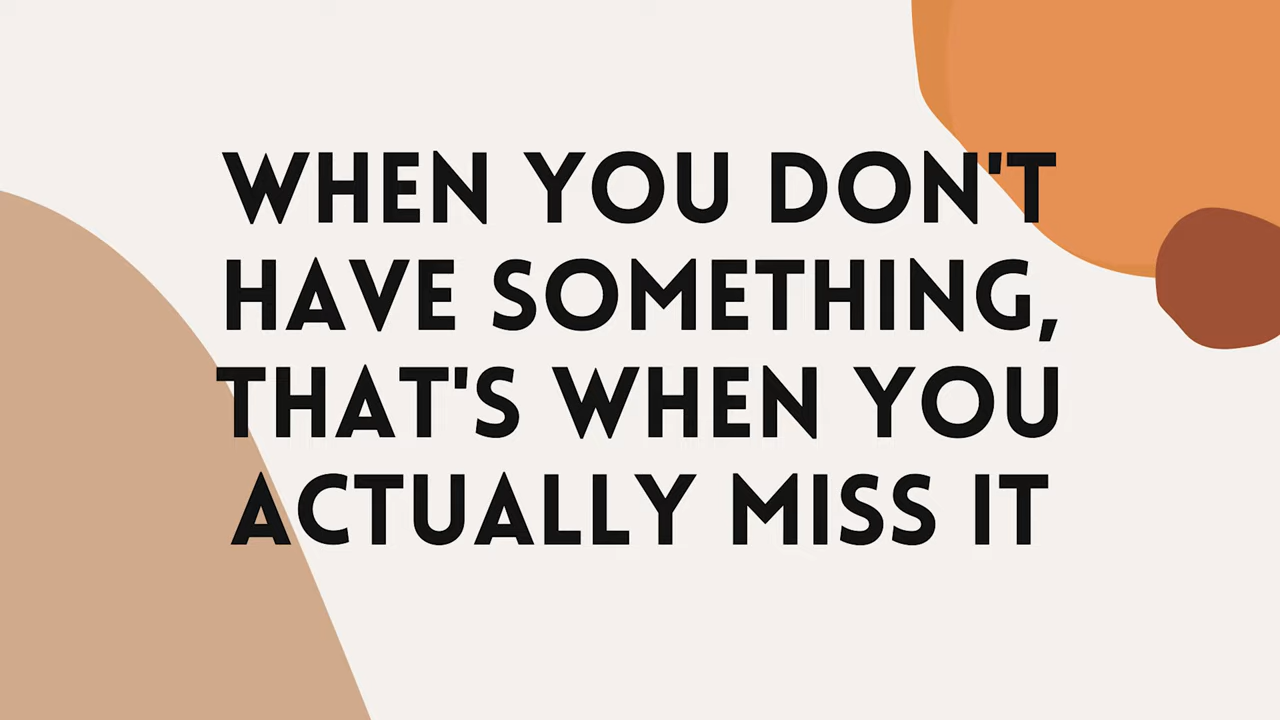 WHEN YOU DON'T
HAVE SOMETHING,
THAT'S WHEN YOU
ACTUALLY MISS IT